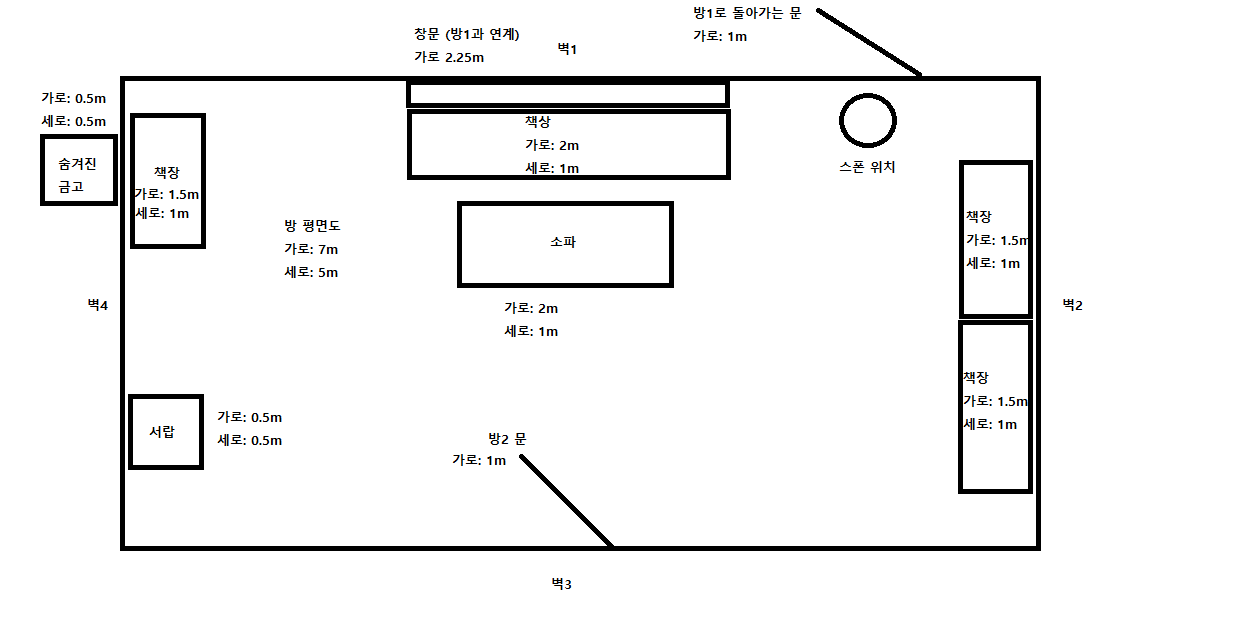 방1로 돌아가는 문
가로: 1m
창문 (방1과 연계)
가로 2.25m
벽1
가로: 0.5m
세로: 0.5m
숨겨진
금고
책장
가로: 1.5m
세로: 1m
책상
가로: 2m
세로: 1m
스폰 위치
책장
가로: 1.5m
세로: 1m
방 평면도
가로: 7m
세로: 5m
소파
가로: 2m
세로: 1m
벽4
벽2
책장
가로: 1.5m
세로: 1m
서랍
가로: 0.5m
세로: 0.5m
방2 문
가로: 1m
벽3